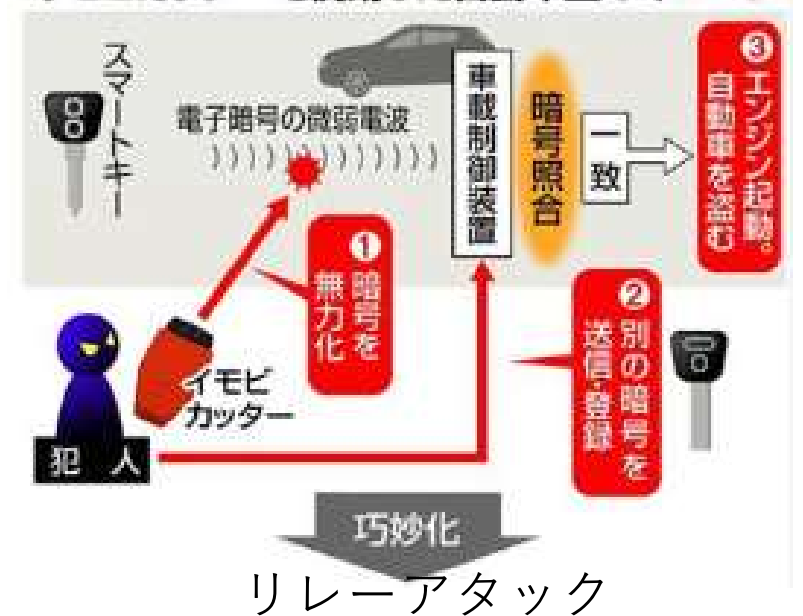 スマートキー
電子暗号の微弱電波
車載制御装置
暗号照合
一致
❸エンジン起動。
自動車を盗む
❶暗号を
無力化
❷別の暗号を
送信・登録
イモビ
カッター
犯人
巧妙化
リレーアタック